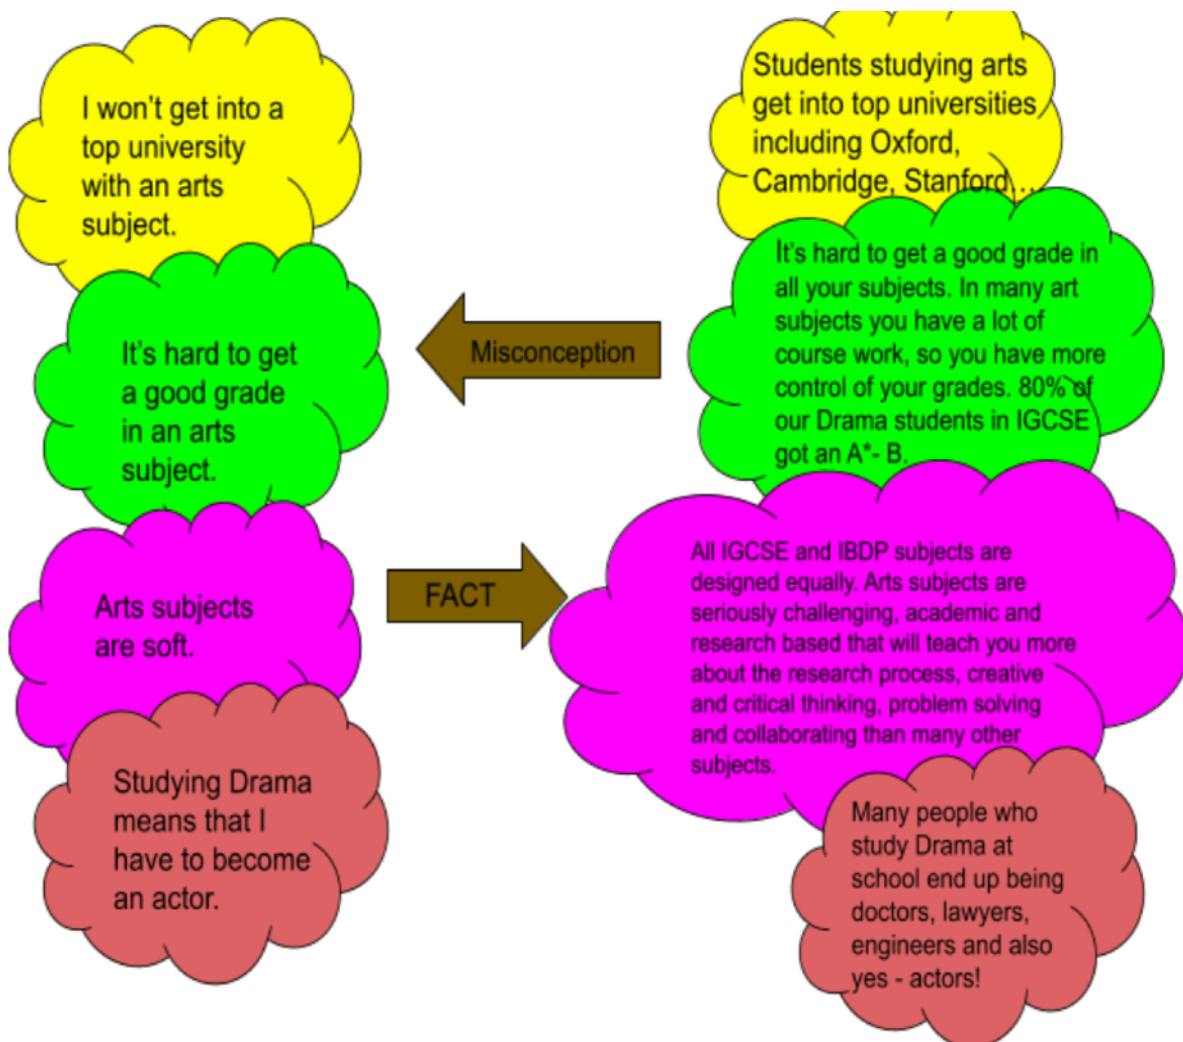 I won't get into a
top university
with an arts
subject.
It's hard to get
a good grade
in an arts
subject.
Arts subjects
are soft.
Studying Drama
means that I
have to become
an actor.
Misconception
FACT
Students studying arts
get into top universities
including Oxford,
Cambridge, Stanford....
It's hard to get a good grade in
all your subjects. In many art
subjects you have a lot of
course work, so you have more
control of your grades. 80% of
our Drama students in IGCSE
got an A*- B.
All IGCSE and IBDP subjects are
designed equally. Arts subjects are
seriously challenging, academic and
research based that will teach you more
about the research process, creative
and critical thinking, problem solving
and collaborating than many other
subjects.
Many people who
study Drama at
school end up being
doctors, lawyers,
engineers and also
yes - actors!